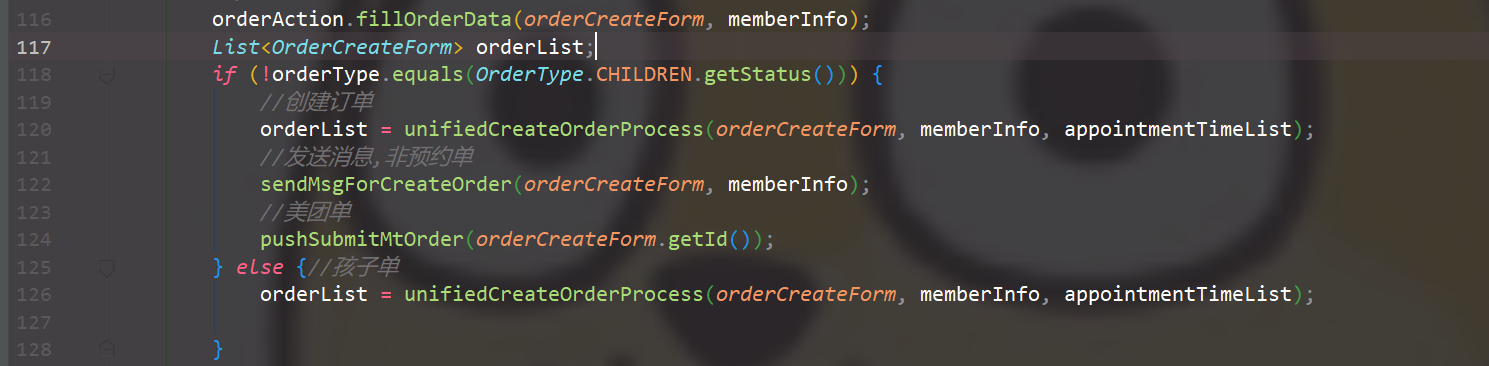 116 orderAction.fillOrderData(orderCreateForm, memberInfo);
117 List<OrderCreateForm> orderList;
118 if (!orderType.equals(OrderType.CHILDREN.getStatus())) {
119 //创建订单
120 orderList = unifiedCreateOrderProcess(orderCreateForm, memberInfo, appointmentTimeList);
121 //发送消息,非预约单
122 sendMsgForCreateOrder(orderCreateForm, memberInfo);
123 //美团单
124 pushSubmitMtOrder(orderCreateForm.getId());
125 } else {//孩子单
126 orderList = unifiedCreateOrderProcess(orderCreateForm, memberInfo, appointmentTimeList);
127
128 }